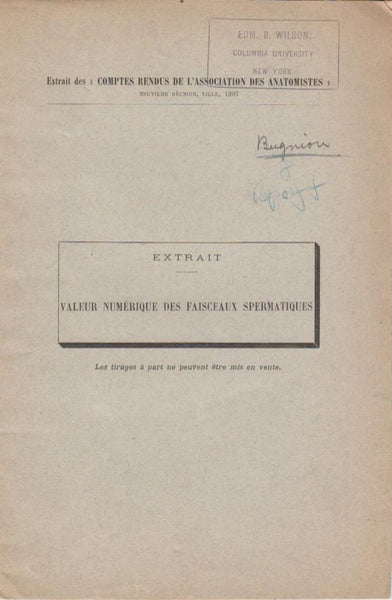 EDM. B. WILSON,
COLUMBIA UNIVERSITY
NEW YORK.
Extrait des « COMPTES RENDUS DE L'ASSOCIATION DES ANATOMISTES »
NEUVIÈME RÉUNION, LILLE, 1907
Bugnion
EXTRAIT
VALEUR NUMÉRIQUE DES FAISCEAUX SPERMATIQUES
Les tirages à part ne peuvent être mis en vente.